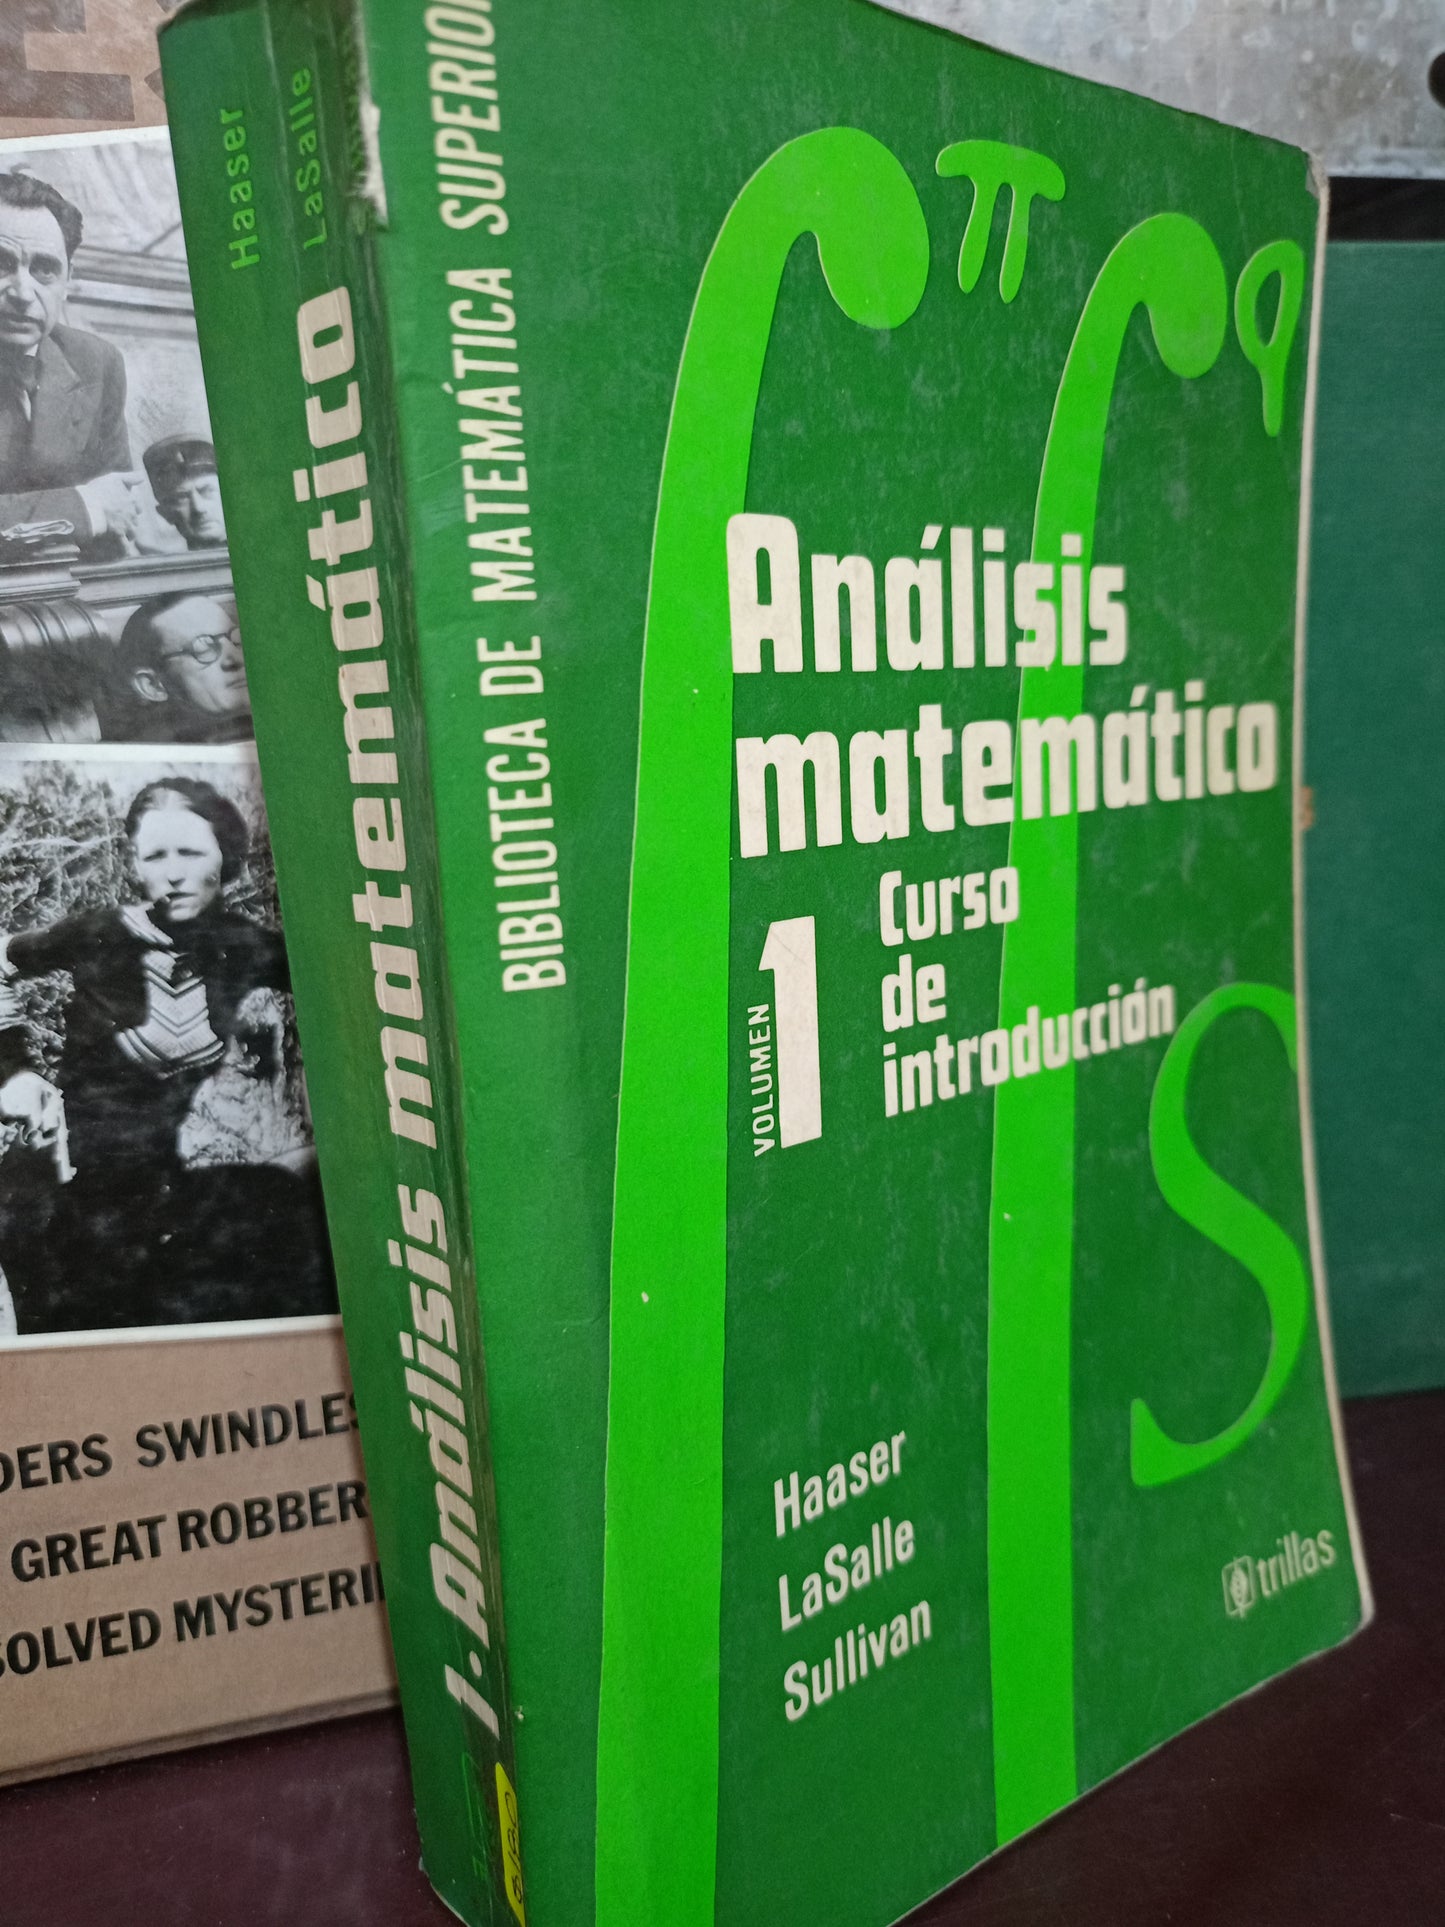 Haaser
LaSalle
1. Análisis matemático
BIBLIOTECA DE MATEMÁTICA SUPERIOR
π
Análisis
matemático
VOLUMEN
1
Curso
de
introducción
Haaser
LaSalle
Sullivan
trillas
SWINDLES
GREAT ROBBER
SOLVED MYSTERI